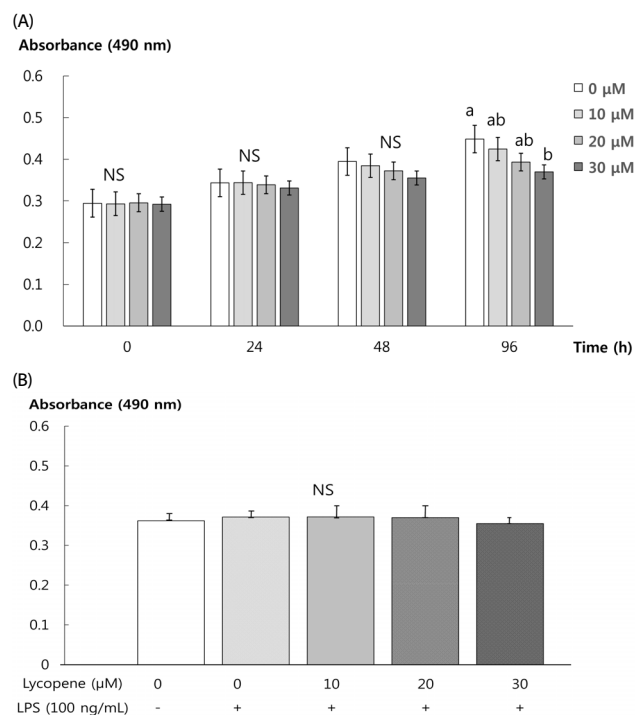 (A)
Absorbance (490 nm)
0.6
0.5
0.4
0.3
0.2
0.1
0.0
NS
NS
NS
a
ab
ab
b
0 μM
10 μM
20 μM
30 μM
0 24 48 96 Time (h)
(B)
Absorbance (490 nm)
0.6
0.5
0.4
0.3
0.2
0.1
0
NS
Lycopene (μM) 0 0 10 20 30
LPS (100 ng/mL) - + + + +